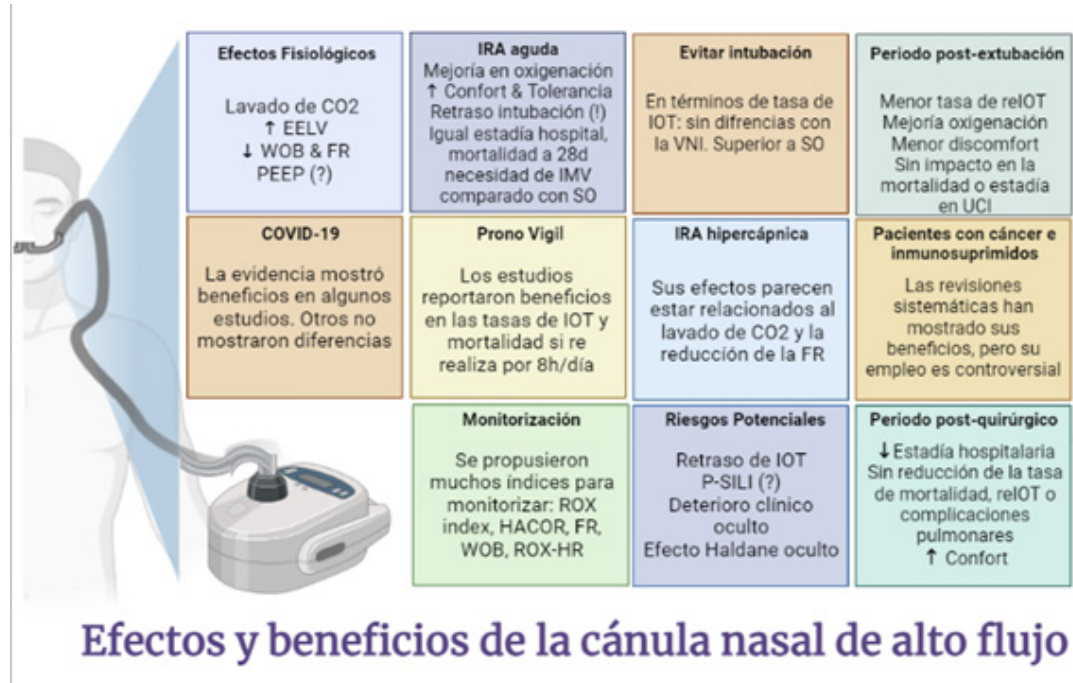 Efectos Fisiológicos
Lavado de CO2
↑ EELV
↓ WOB & FR
PEEP (?)
IRA aguda
Mejoría en oxigenación
↑ Confort & Tolerancia
Retraso intubación (!)
Igual estadía hospital,
mortalidad a 28d
necesidad de IMV
comparado con SO
Evitar intubación
En términos de tasa de
IOT: sin difrencias con
la VNI. Superior a SO
Periodo post-extubación
Menor tasa de reIOT
Mejoría oxigenación
Menor discomfort
Sin impacto en la
mortalidad o estadía
en UCI
COVID-19
La evidencia mostró
beneficios en algunos
estudios. Otros no
mostraron diferencias
Prono Vigil
Los estudios
reportaron beneficios
en las tasas de IOT y
mortalidad si re
realiza por 8h/día
IRA hipercápnica
Sus efectos parecen
estar relacionados al
lavado de CO2 y la
reducción de la FR
Pacientes con cáncer e
inmunosuprimidos
Las revisiones
sistemáticas han
mostrado sus
beneficios, pero su
empleo es controversial
Monitorización
Se propusieron
muchos índices para
monitorizar: ROX
index, HACOR, FR,
WOB, ROX-HR
Riesgos Potenciales
Retraso de IOT
P-SILI (?)
Deterioro clínico
oculto
Efecto Haldane oculto
Periodo post-quirúrgico
↓Estadía hospitalaria
Sin reducción de la tasa
de mortalidad, reIOT o
complicaciones
pulmonares
↑ Confort
Efectos y beneficios de la cánula nasal de alto flujo